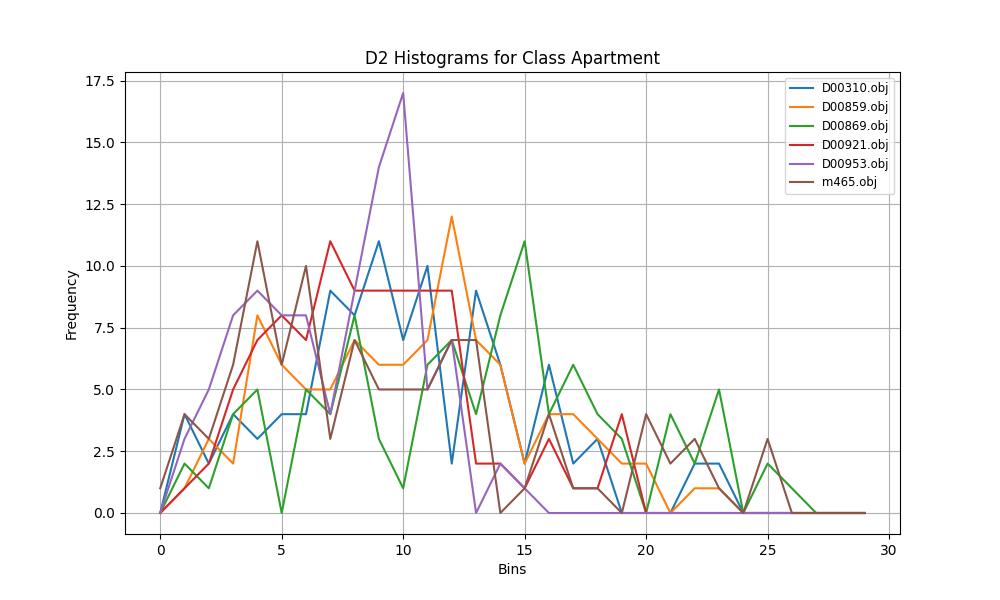 D2 Histograms for Class Apartment
17.5
15.0
12.5
10.0
7.5
5.0
2.5
0.0
Frequency
D00310.obj
D00859.obj
D00869.obj
D00921.obj
D00953.obj
m465.obj
0 5 10 15 20 25 30
Bins